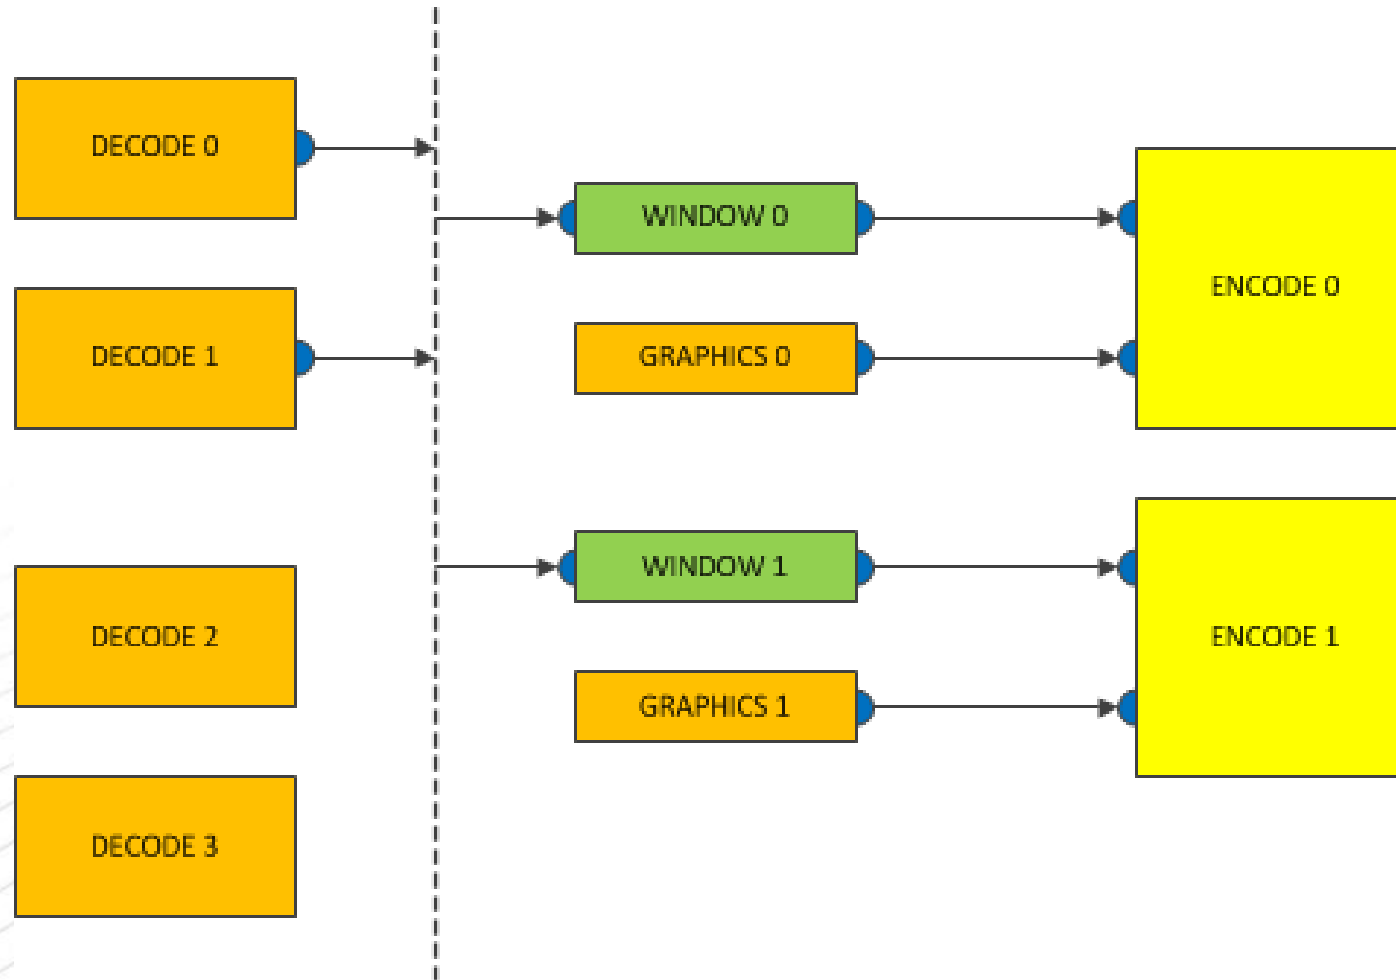 DECODE 0
WINDOW 0
ENCODE 0
DECODE 1
GRAPHICS 0
WINDOW 1
DECODE 2
ENCODE 1
GRAPHICS 1
DECODE 3